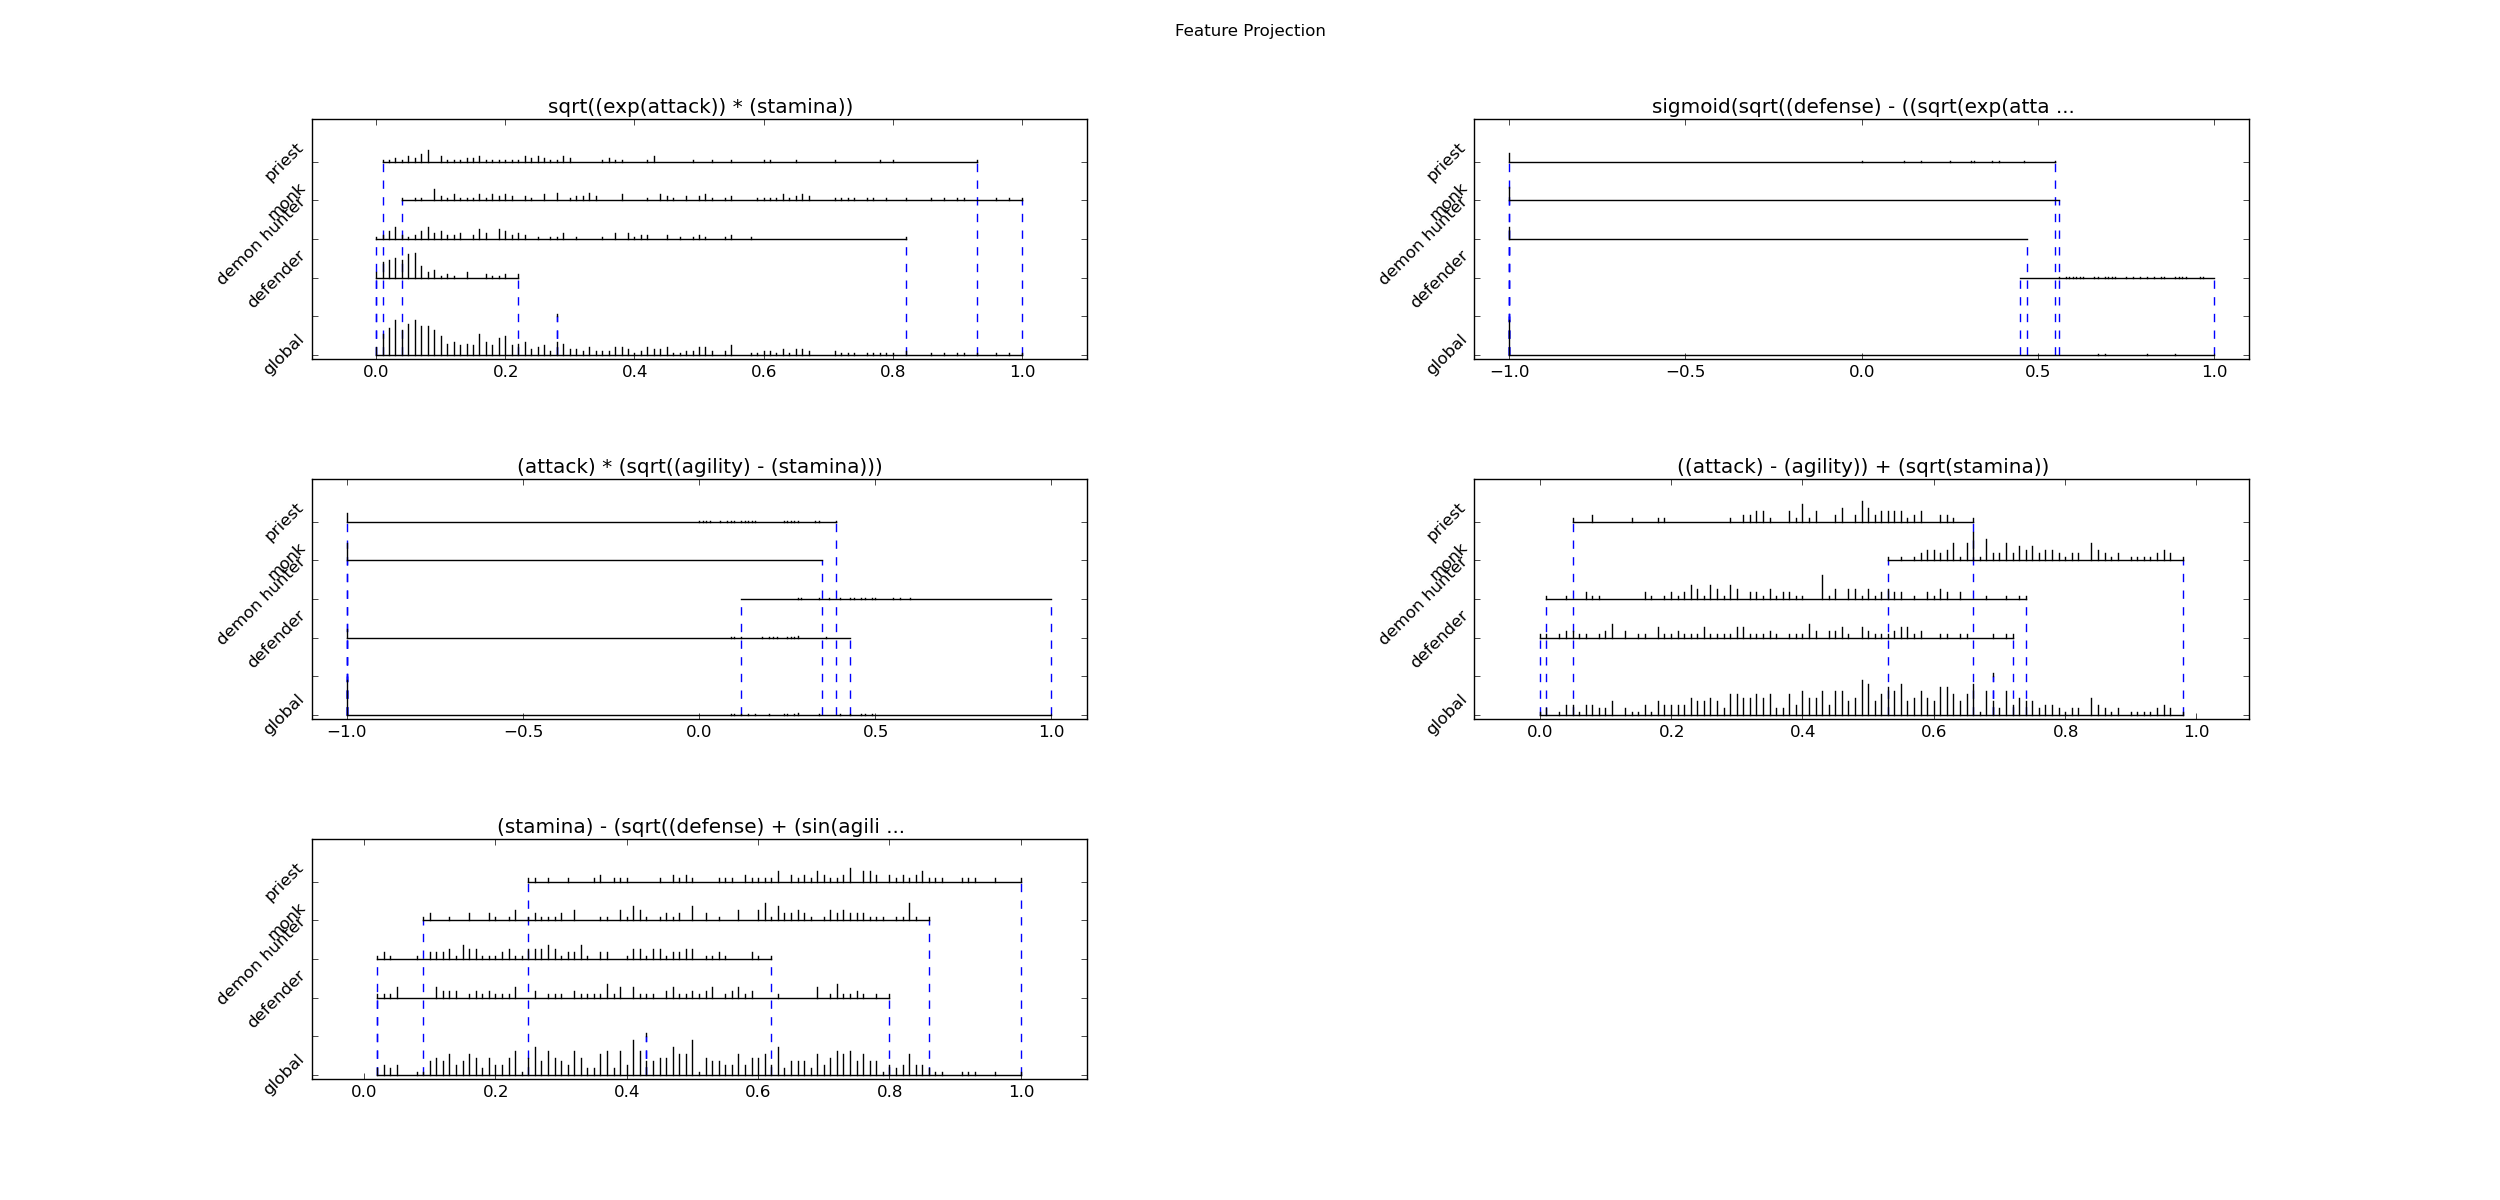 Feature Projection
sqrt((exp(attack)) * (stamina))
priest
monk
demon hunter
defender
global
0.0 0.2 0.4 0.6 0.8 1.0
sigmoid(sqrt((defense) - ((sqrt(exp(atta ...
priest
monk
demon hunter
defender
global
−1.0 −0.5 0.0 0.5 1.0
(attack) * (sqrt((agility) - (stamina)))
priest
monk
demon hunter
defender
global
−1.0 −0.5 0.0 0.5 1.0
((attack) - (agility)) + (sqrt(stamina))
priest
monk
demon hunter
defender
global
0.0 0.2 0.4 0.6 0.8 1.0
(stamina) - (sqrt((defense) + (sin(agili ...
priest
monk
demon hunter
defender
global
0.0 0.2 0.4 0.6 0.8 1.0